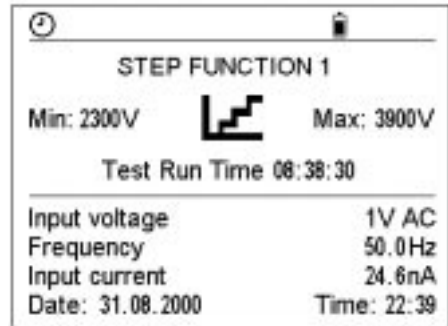 STEP FUNCTION 1
Min: 2300V Max: 3900V
Test Run Time 08:38:30
Input voltage 1V AC
Frequency 50.0Hz
Input current 24.6nA
Date: 31.08.2000 Time: 22:39